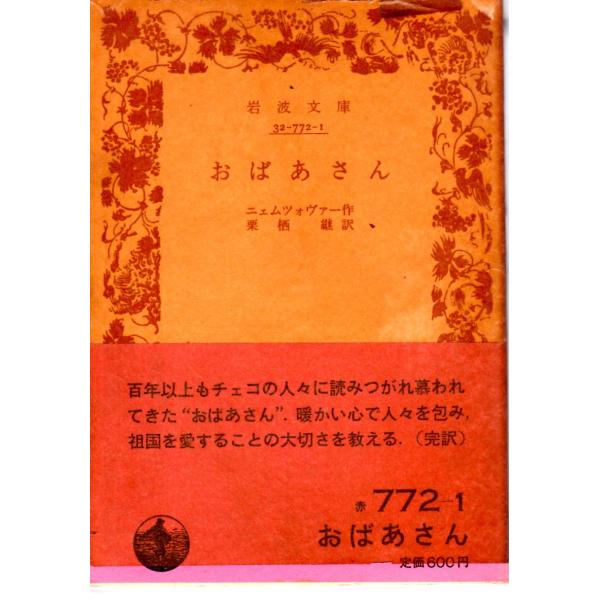 岩波文庫
32-772-1
おばあさん
ニェムツォヴァー作
栗栖継訳
百年以上もチェコの人々に読みつがれ慕われ
てきた“おばあさん”. 暖かい心で人々を包み,
祖国を愛することの大切さを教える. (完訳)
赤 772-1
おばあさん
定価600円